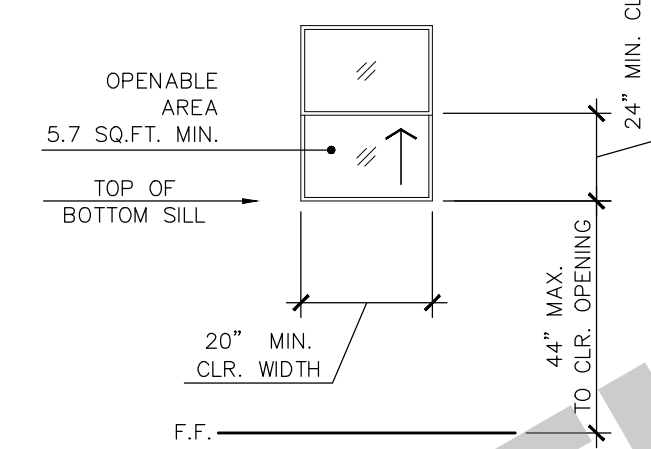 OPENABLE
AREA
5.7 SQ.FT. MIN.
TOP OF
BOTTOM SILL
20” MIN.
CLR. WIDTH
F.F.
24” MIN. CL
44” MAX.
TO CLR. OPENING